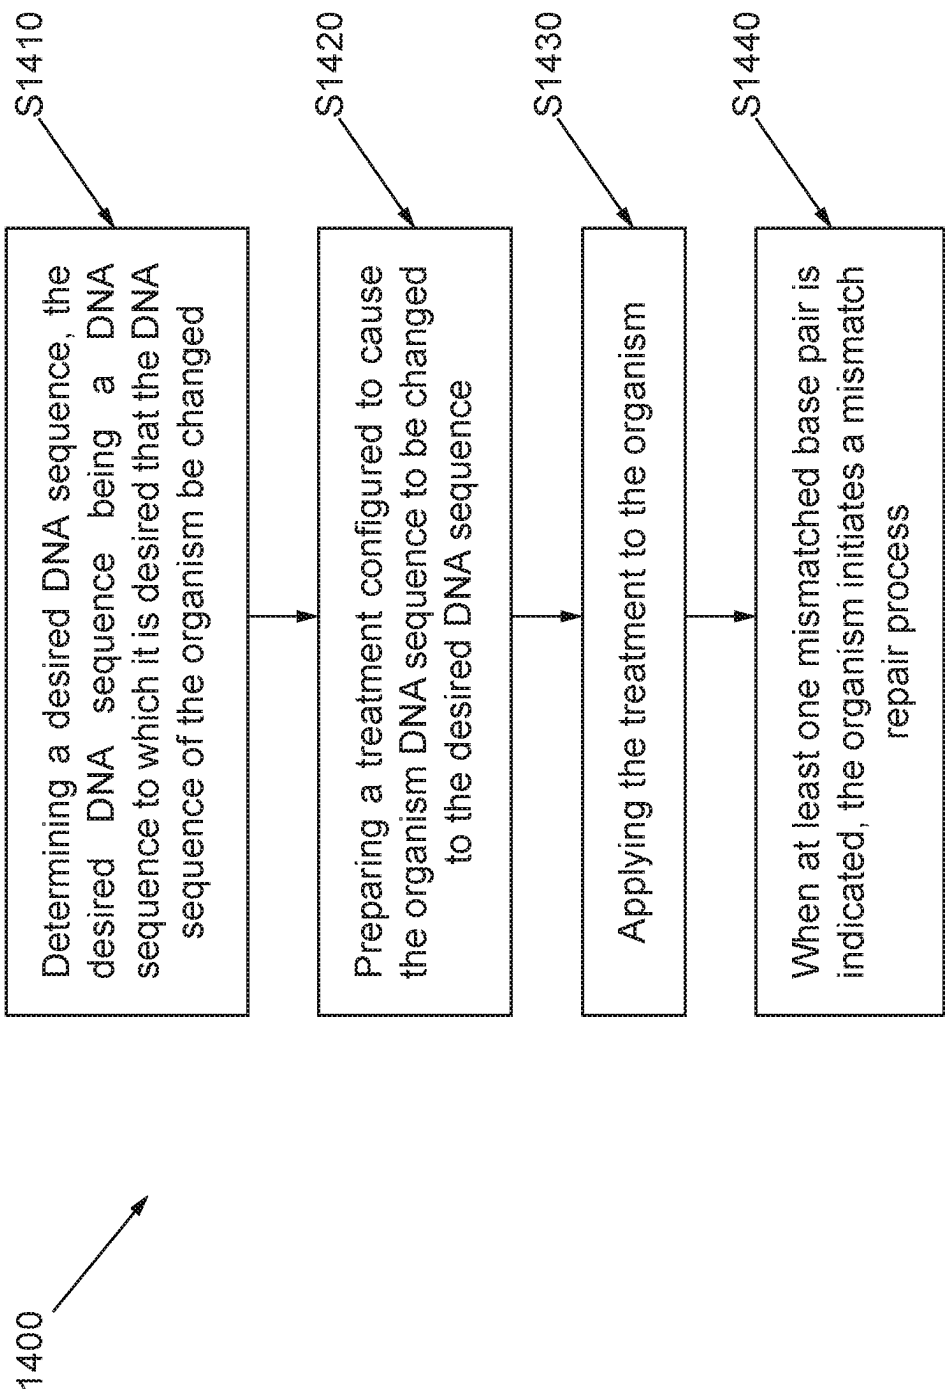 1400
Determining a desired DNA sequence, the
desired DNA sequence being a DNA
sequence to which it is desired that the DNA
sequence of the organism be changed
S1410
Preparing a treatment configured to cause
the organism DNA sequence to be changed
to the desired DNA sequence
S1420
Applying the treatment to the organism
S1430
When at least one mismatched base pair is
indicated, the organism initiates a mismatch
repair process
S1440